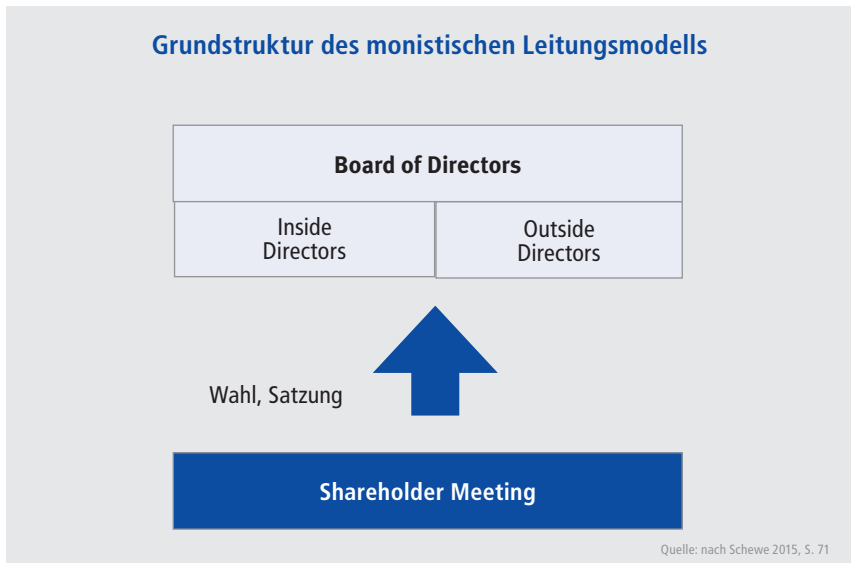 Grundstruktur des monistischen Leitungsmodells
Board of Directors
Inside
Directors
Outside
Directors
Wahl, Satzung
Shareholder Meeting
Quelle: nach Schewe 2015, S. 71